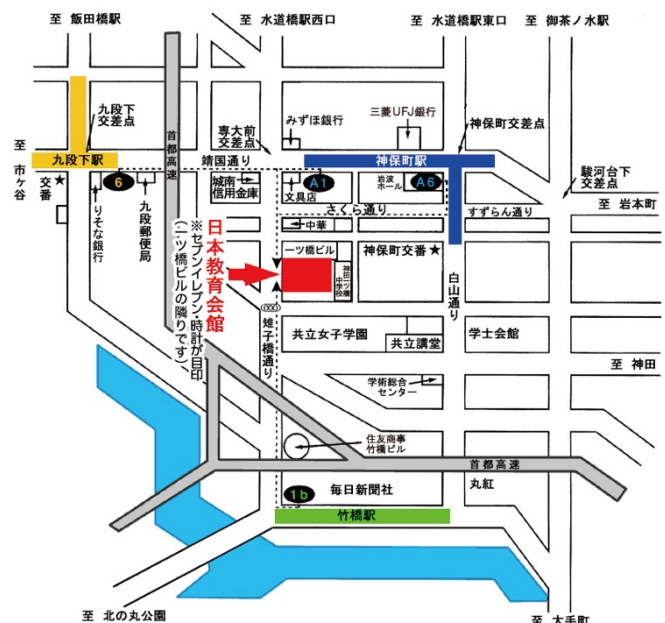 至 飯田橋駅
至 水道橋駅西口
至 水道橋駅東口
至 御茶ノ水駅
九段下
交差点
首都高速
専大前
交差点
みずほ銀行
三菱UFJ銀行
神保町交差点
至 市ヶ谷
九段下駅
靖国通り
神保町駅
駿河台下
交差点
交番★
りそな銀行
6
九段郵便局
城南
信用金庫
文具店
A1
岩波
ホール
A6
さくら通り
すずらん通り
至 岩本町
中華
日本教育会館
※セブンイレブン・時計が目印
(一ツ橋ビルの隣りです)
一ツ橋ビル
神保町交番★
神田一ツ橋
中学校
白山通り
雉子橋通り
共立女子学園
共立講堂
学士会館
至 神田
学術総合
センター
住友商事
竹橋ビル
首都高速
1b
毎日新聞社
丸紅
竹橋駅
至 北の丸公園
至 大手町